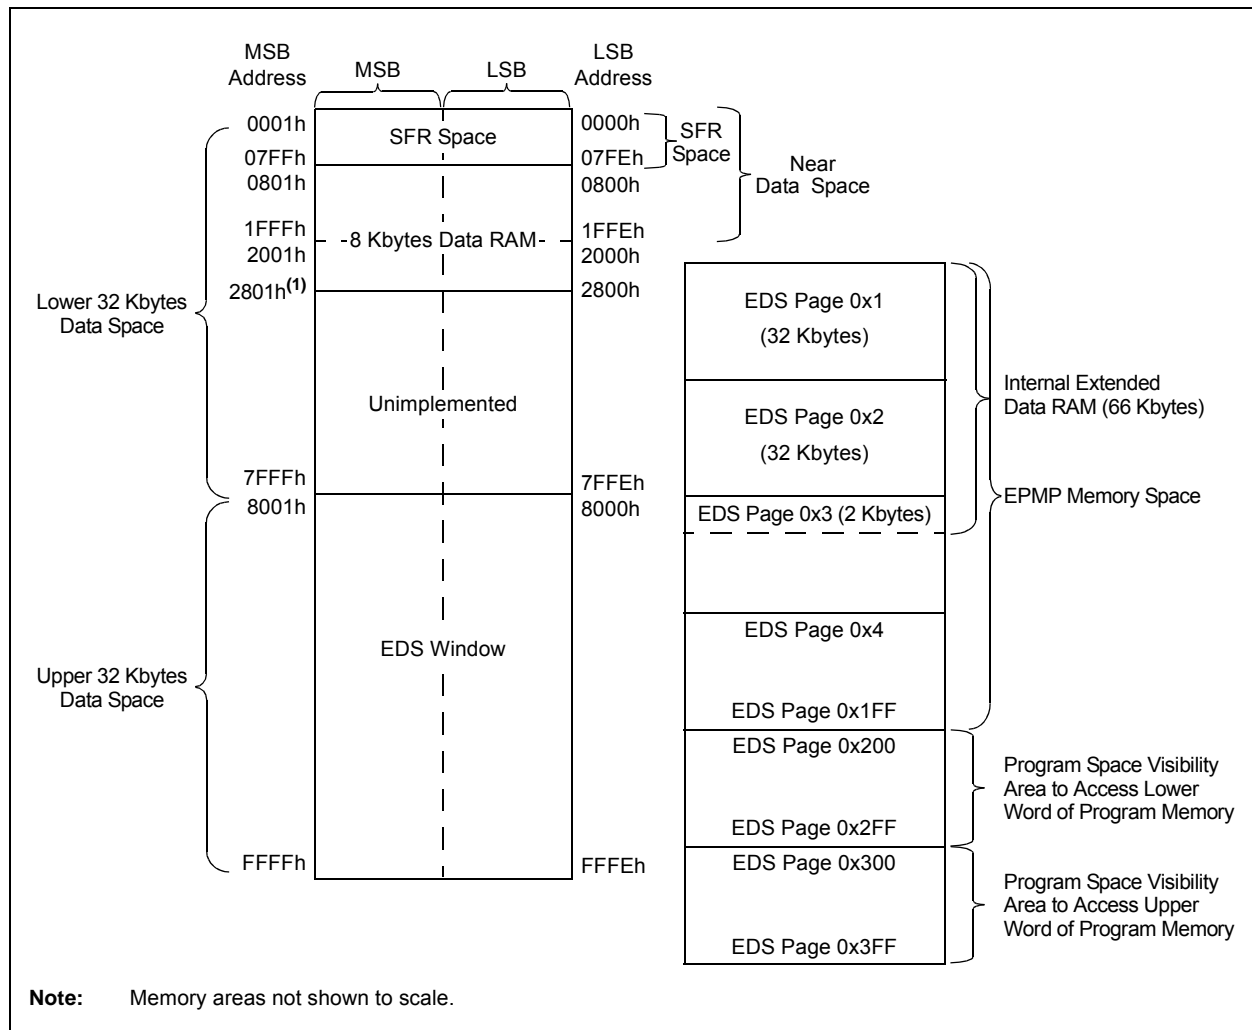 MSB
Address
MSB
LSB
LSB
Address
0001h
07FFh
0801h
1FFFh
2001h
2801h(1)
7FFFh
8001h
FFFFh
SFR Space
8 Kbytes Data RAM
Unimplemented
EDS Window
0000h
07FEh
0800h
1FFEh
2000h
2800h
7FFEh
8000h
FFFEh
SFR
Space
Near
Data Space
Lower 32 Kbytes
Data Space
Upper 32 Kbytes
Data Space
EDS Page 0x1
(32 Kbytes)
EDS Page 0x2
(32 Kbytes)
EDS Page 0x3 (2 Kbytes)
EDS Page 0x4
EDS Page 0x1FF
EDS Page 0x200
EDS Page 0x2FF
EDS Page 0x300
EDS Page 0x3FF
Internal Extended
Data RAM (66 Kbytes)
EPMP Memory Space
Program Space Visibility
Area to Access Lower
Word of Program Memory
Program Space Visibility
Area to Access Upper
Word of Program Memory
Note: Memory areas not shown to scale.